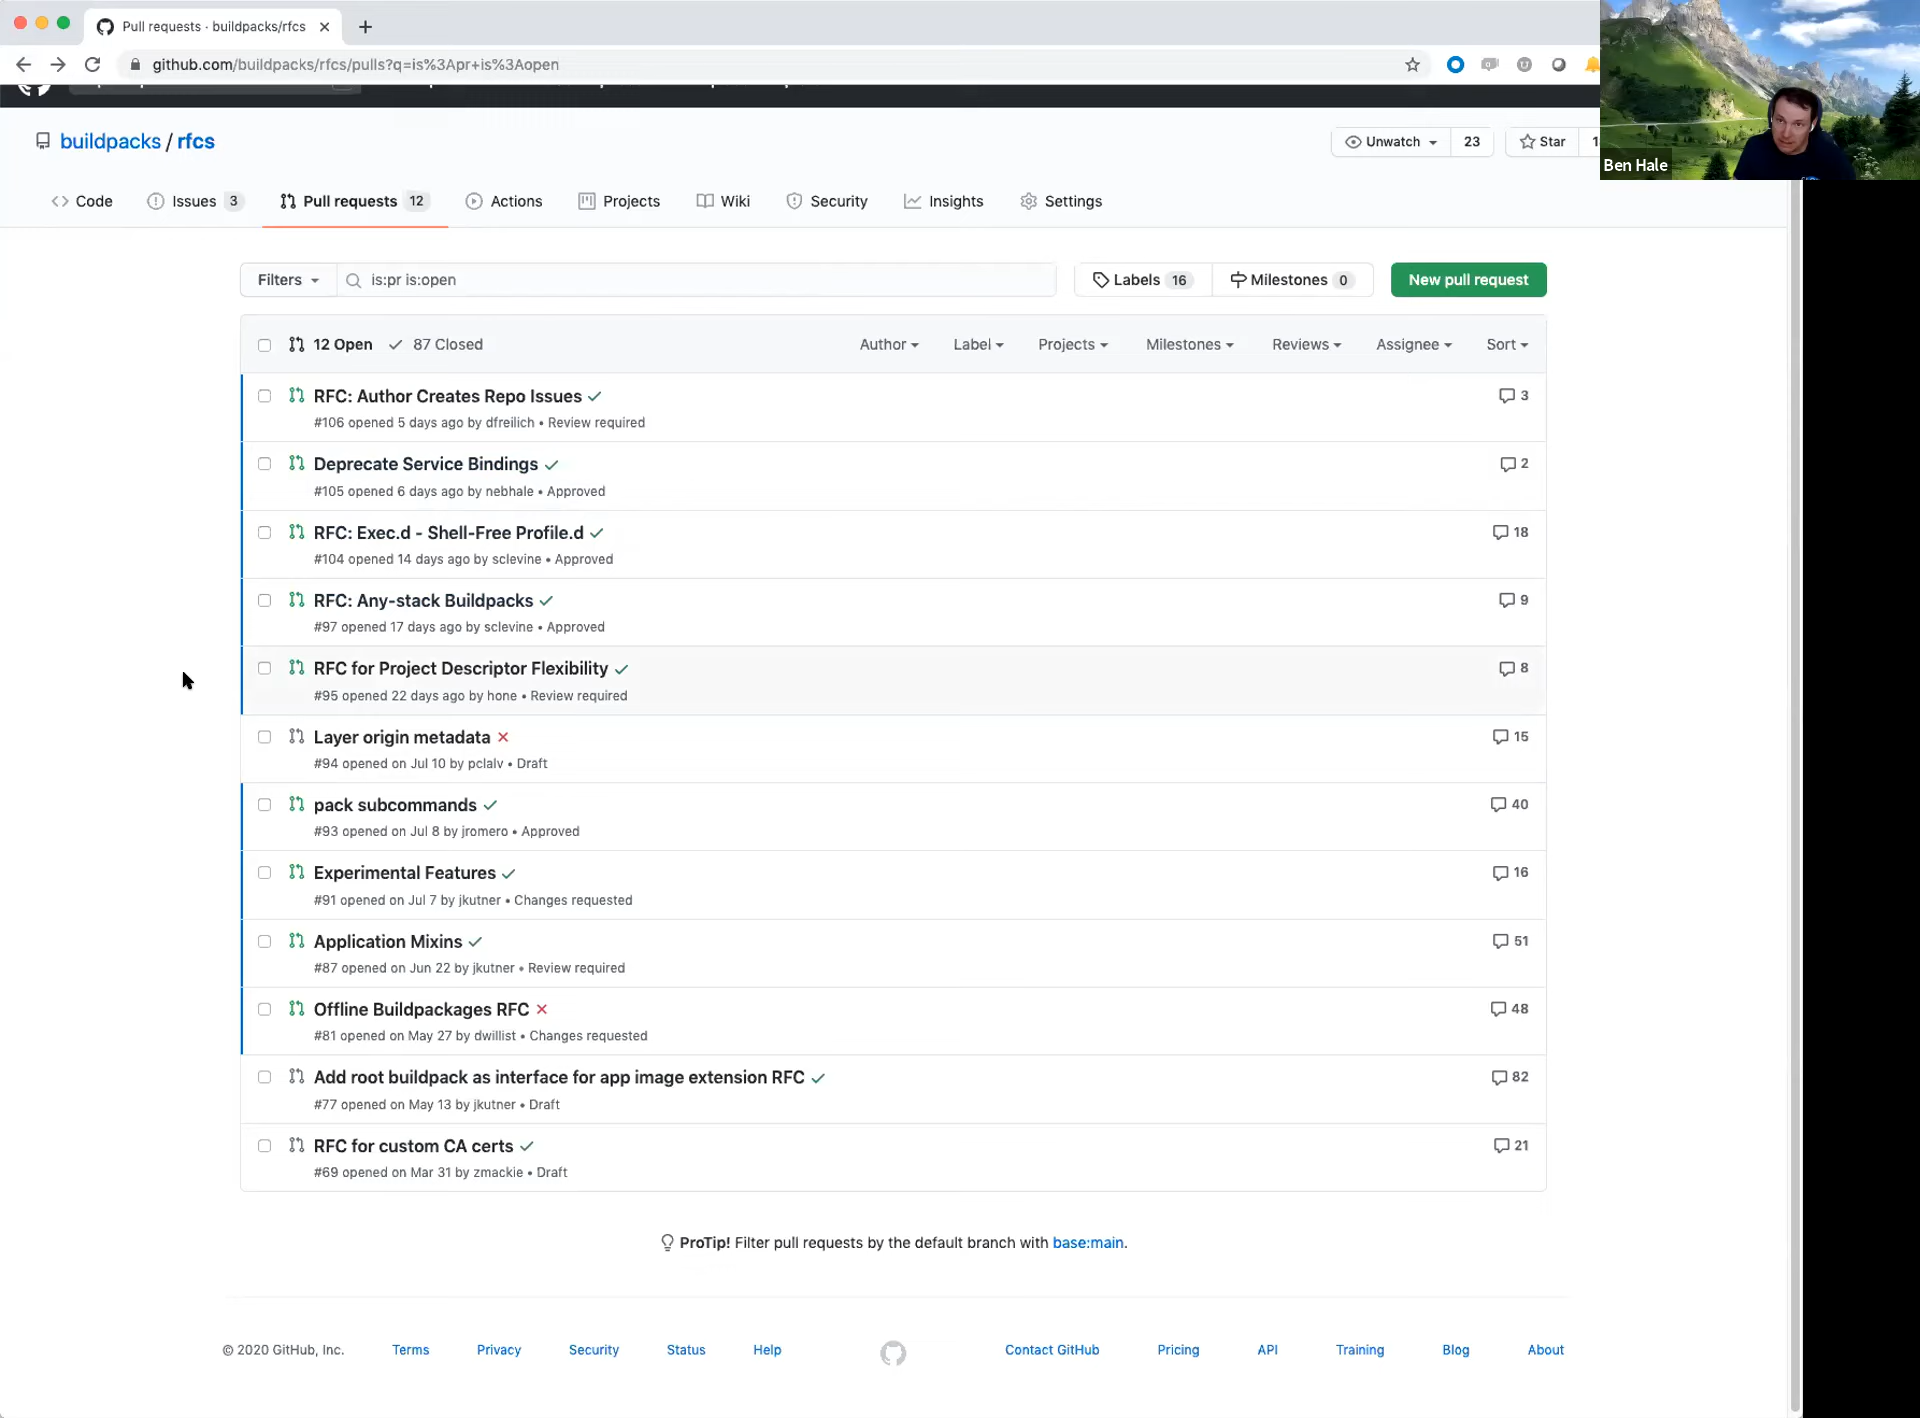 Pull requests · buildpacks/rfcs
github.com/buildpacks/rfcs/pulls?q=is%3Apr+is%3Aopen
Ben Hale
buildpacks / rfcs
Unwatch 23
Star
Code
Issues 3
Pull requests 12
Actions
Projects
Wiki
Security
Insights
Settings
Filters
is:pr is:open
Labels 16
Milestones 0
New pull request
12 Open 87 Closed
Author Label Projects Milestones Reviews Assignee Sort
RFC: Author Creates Repo Issues 3
#106 opened 5 days ago by dfreilich • Review required
Deprecate Service Bindings 2
#105 opened 6 days ago by nebhale • Approved
RFC: Exec.d - Shell-Free Profile.d 18
#104 opened 14 days ago by sclevine • Approved
RFC: Any-stack Buildpacks 9
#97 opened 17 days ago by sclevine • Approved
RFC for Project Descriptor Flexibility 8
#95 opened 22 days ago by hone • Review required
Layer origin metadata 15
#94 opened on Jul 10 by pclalv • Draft
pack subcommands 40
#93 opened on Jul 8 by jromero • Approved
Experimental Features 16
#91 opened on Jul 7 by jkutner • Changes requested
Application Mixins 51
#87 opened on Jun 22 by jkutner • Review required
Offline Buildpackages RFC 48
#81 opened on May 27 by dwillist • Changes requested
Add root buildpack as interface for app image extension RFC 82
#77 opened on May 13 by jkutner • Draft
RFC for custom CA certs 21
#69 opened on Mar 31 by zmackie • Draft
ProTip! Filter pull requests by the default branch with base:main.
© 2020 GitHub, Inc. Terms Privacy Security Status Help Contact GitHub Pricing API Training Blog About